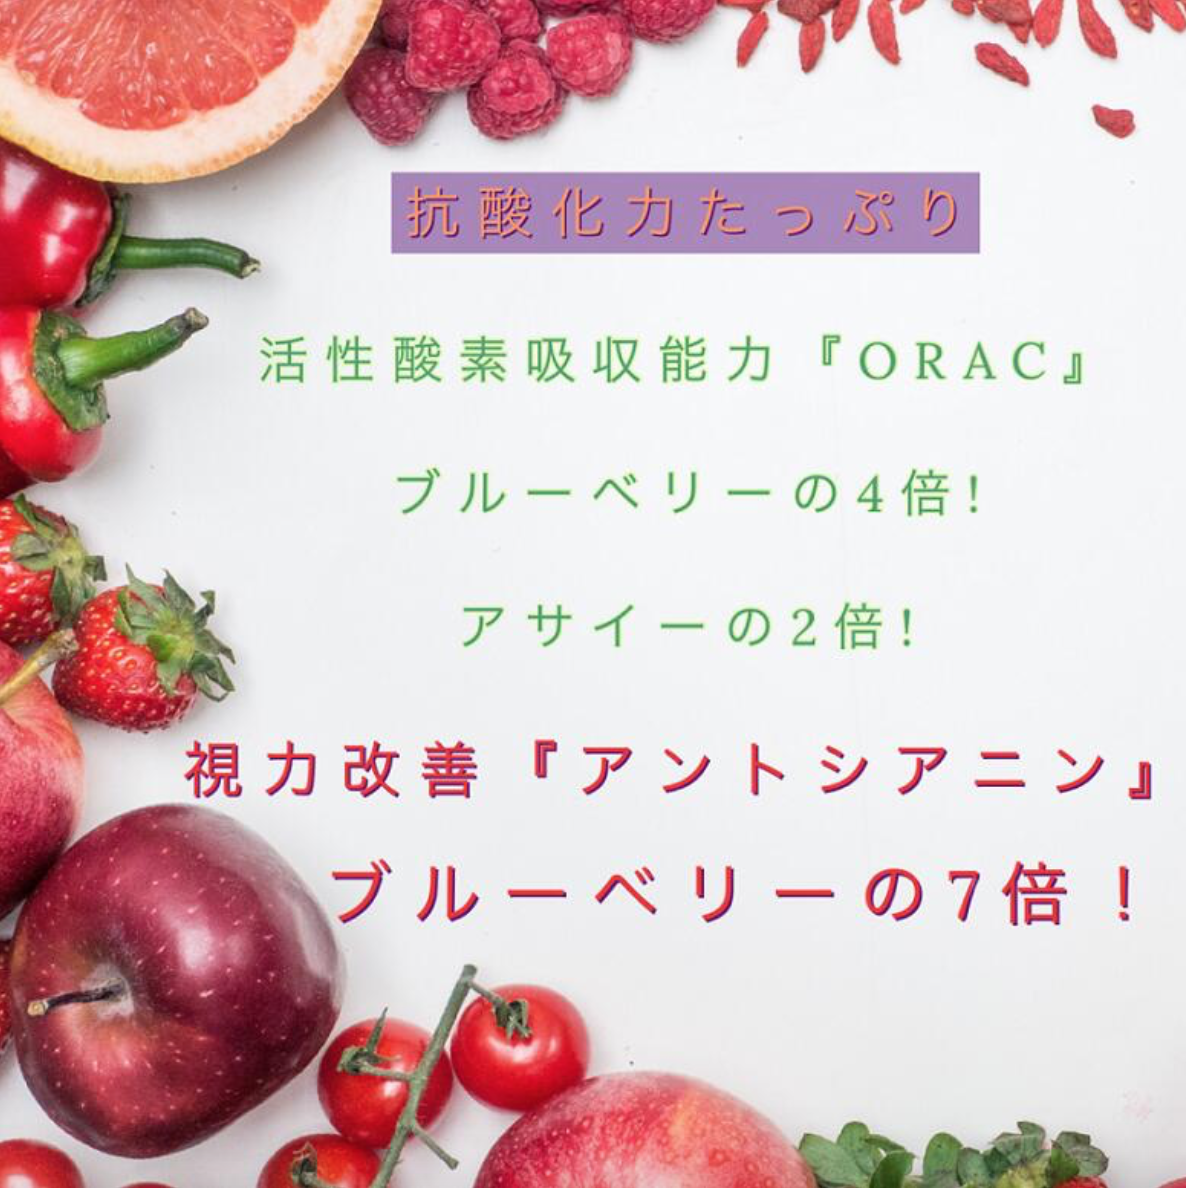 抗酸化力たっぷり
活性酸素吸収能力『ORAC』
ブルーベリーの4倍!
アサイーの2倍!
視力改善『アントシアニン』
ブルーベリーの7倍！